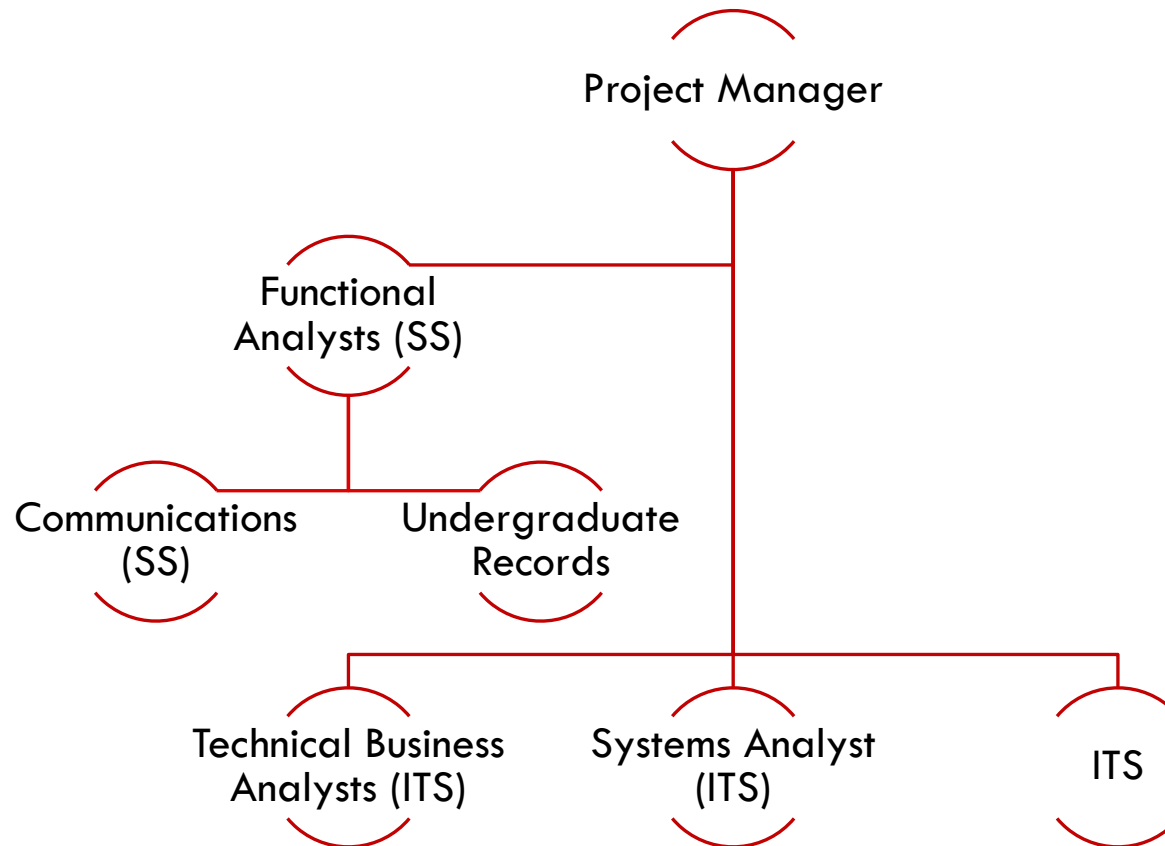 Project Manager
Functional
Analysts (SS)
Communications
(SS)
Undergraduate
Records
Technical Business
Analysts (ITS)
Systems Analyst
(ITS)
ITS